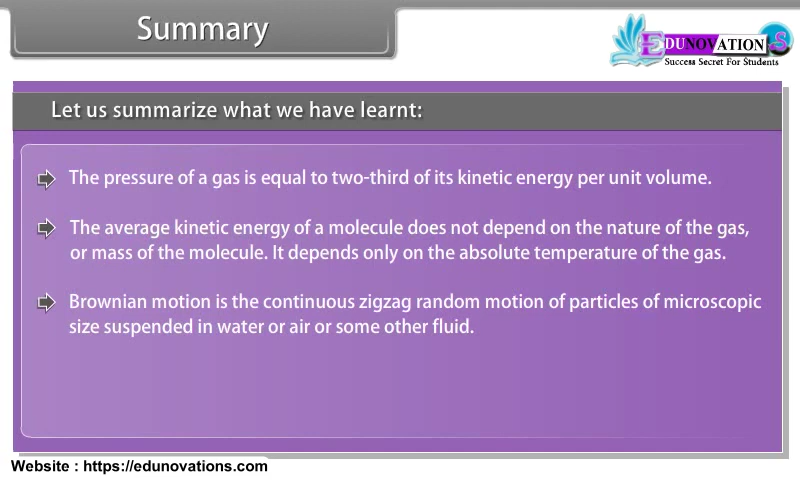 Summary
EDUNOVATIONS
Success Secret For Students
Let us summarize what we have learnt:
The pressure of a gas is equal to two-third of its kinetic energy per unit volume.
The average kinetic energy of a molecule does not depend on the nature of the gas,
or mass of the molecule. It depends only on the absolute temperature of the gas.
Brownian motion is the continuous zigzag random motion of particles of microscopic
size suspended in water or air or some other fluid.
Website : https://edunovations.com